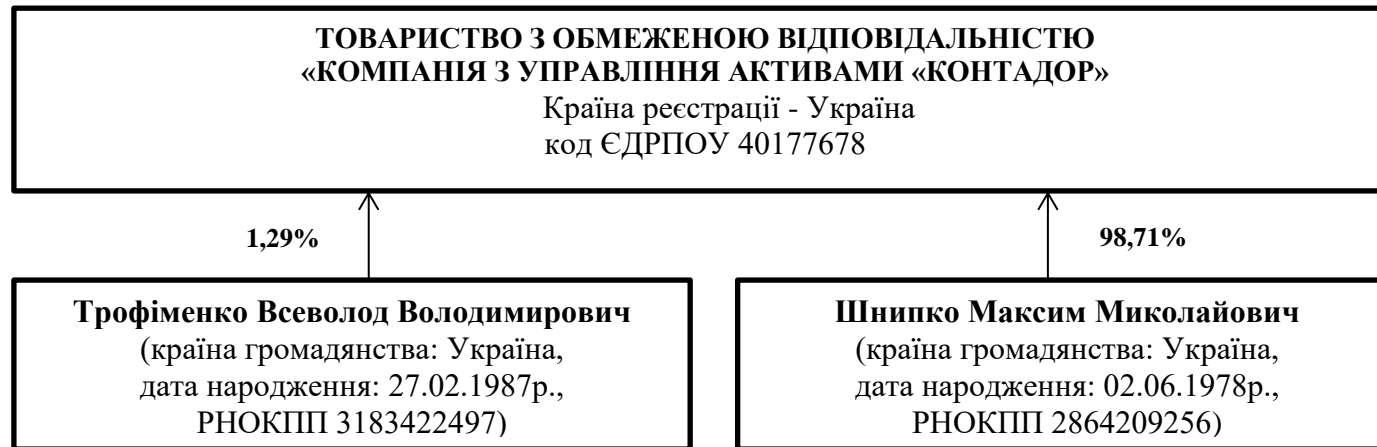 ТОВАРИСТВО З ОБМЕЖЕНОЮ ВІДПОВІДАЛЬНІСТЮ
«КОМПАНІЯ З УПРАВЛІННЯ АКТИВАМИ «КОНТАДОР»
Країна реєстрації - Україна
код ЄДРПОУ 40177678
1,29%
98,71%
Трофіменко Всеволод Володимирович
(країна громадянства: Україна,
дата народження: 27.02.1987р.,
РНОКПП 3183422497)
Шнипко Максим Миколайович
(країна громадянства: Україна,
дата народження: 02.06.1978р.,
РНОКПП 2864209256)